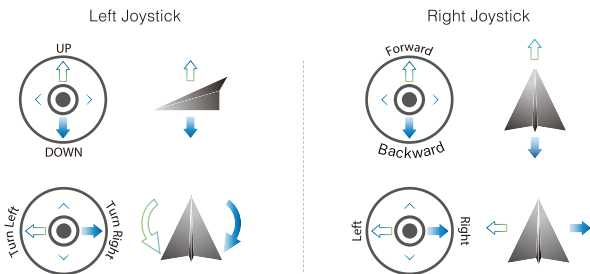 Left Joystick
UP
DOWN
Turn Left
Turn Right
Right Joystick
Forward
Backward
Left
Right